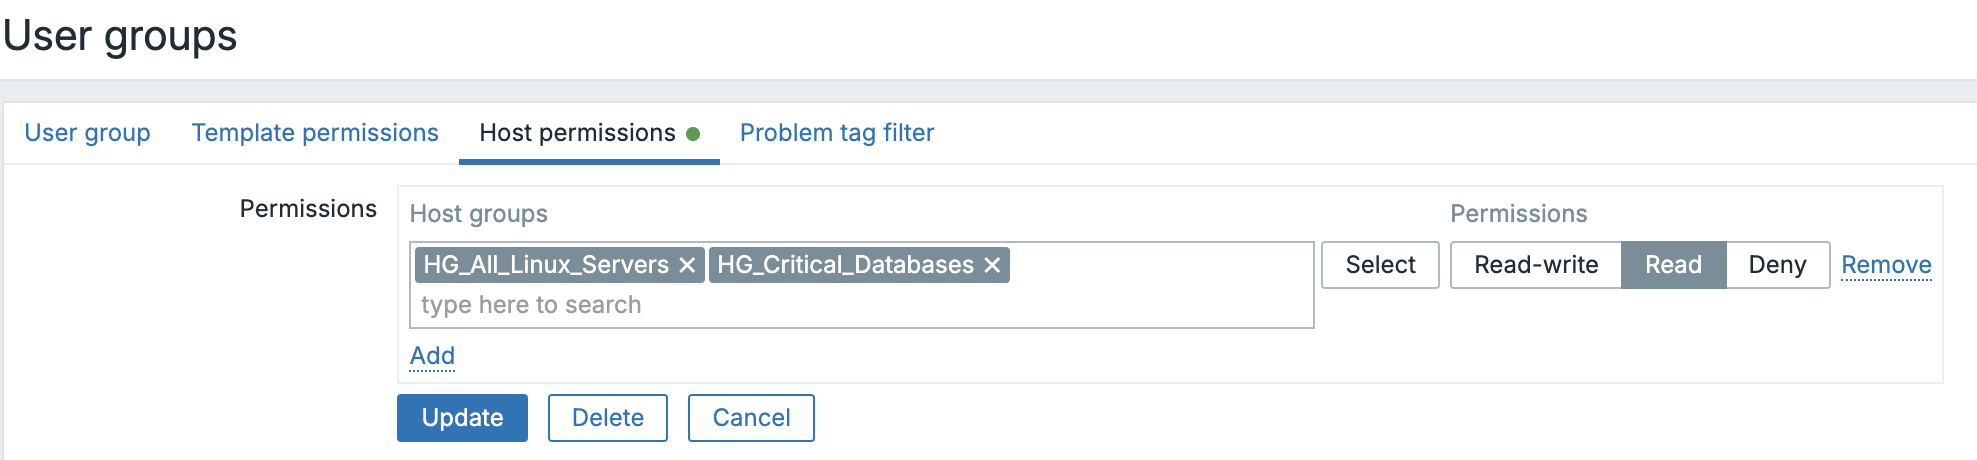 User groups
User group Template permissions Host permissions Problem tag filter
Permissions Host groups Permissions
HG_All_Linux_Servers HG_Critical_Databases Select Read-write Read Deny Remove
type here to search
Add
Update Delete Cancel